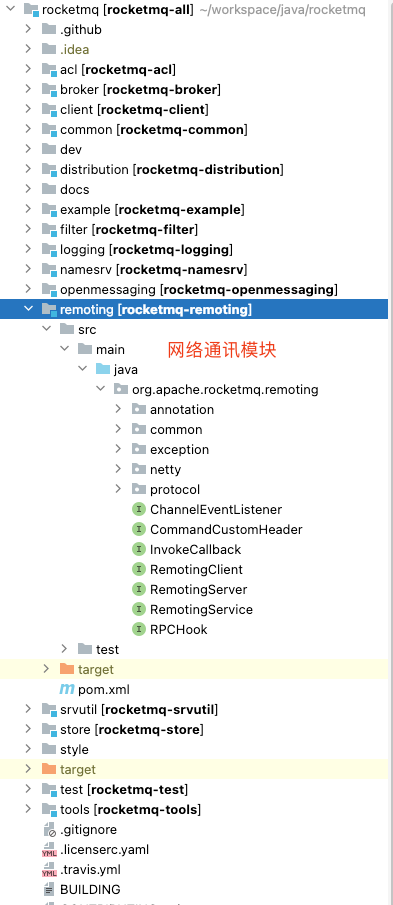 rocketmq [rocketmq-all] ~/workspace/java/rocketmq
.github
.idea
acl [rocketmq-acl]
broker [rocketmq-broker]
client [rocketmq-client]
common [rocketmq-common]
dev
distribution [rocketmq-distribution]
docs
example [rocketmq-example]
filter [rocketmq-filter]
logging [rocketmq-logging]
namesrv [rocketmq-namesrv]
openmessaging [rocketmq-openmessaging]
remoting [rocketmq-remoting]
src
main 网络通讯模块
java
org.apache.rocketmq.remoting
annotation
common
exception
netty
protocol
I ChannelEventListener
I CommandCustomHeader
I InvokeCallback
I RemotingClient
I RemotingServer
I RemotingService
I RPCHook
test
target
m pom.xml
srvutil [rocketmq-srvutil]
store [rocketmq-store]
style
target
test [rocketmq-test]
tools [rocketmq-tools]
.gitignore
YML .licenserc.yaml
YML .travis.yml
BUILDING